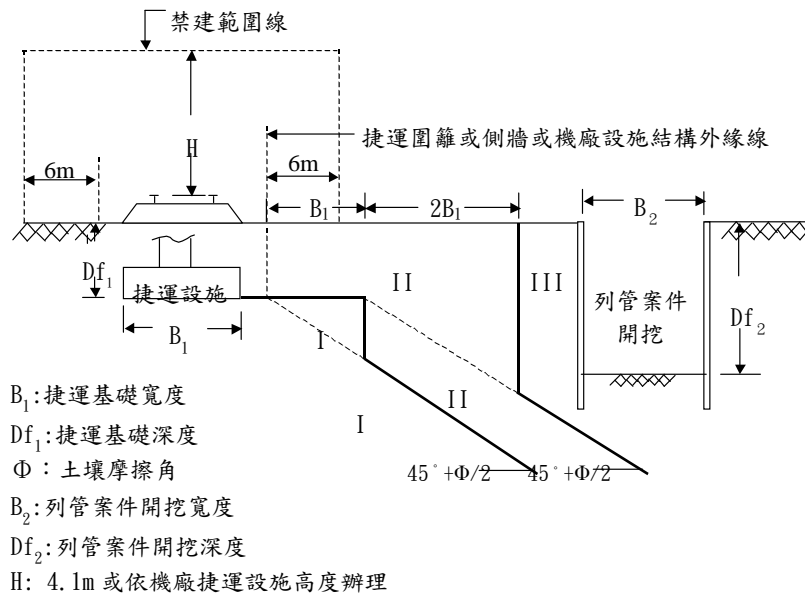 禁建範圍線
捷運圍籬或側牆或機廠設施結構外緣線
H
6m
6m
B₁
2B₁
B₂
Df₁
捷運設施
II
III
列管案件
開挖
Df₂
B₁
I
B₁:捷運基礎寬度
II
I
Df₁:捷運基礎深度
Φ：土壤摩擦角
45°+Φ/2
45°+Φ/2
B₂:列管案件開挖寬度
Df₂:列管案件開挖深度
H: 4.1m 或依機廠捷運設施高度辦理